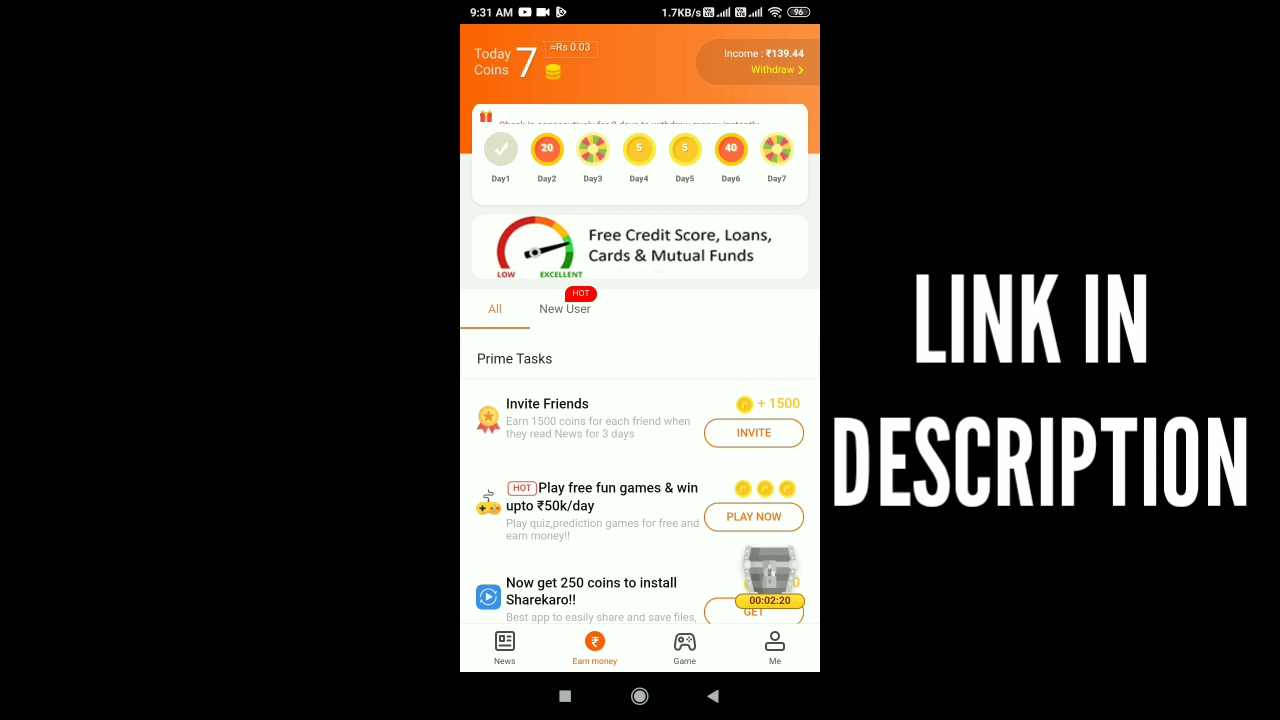 9:31 AM
1.7KB/s
96
Today
Coins
7
≈Rs 0.03
Income : ₹139.44
Withdraw
20
5
5
40
Day1
Day2
Day3
Day4
Day5
Day6
Day7
Free Credit Score, Loans,
Cards & Mutual Funds
LOW
EXCELLENT
HOT
All
New User
Prime Tasks
Invite Friends
+ 1500
Earn 1500 coins for each friend when
they read News for 3 days
INVITE
HOT Play free fun games & win
upto ₹50k/day
Play quiz,prediction games for free and
earn money!!
PLAY NOW
Now get 250 coins to install
Sharekaro!!
Best app to easily share and save files,
00:02:20
GET
News
Earn money
Game
Me
LINK IN
DESCRIPTION